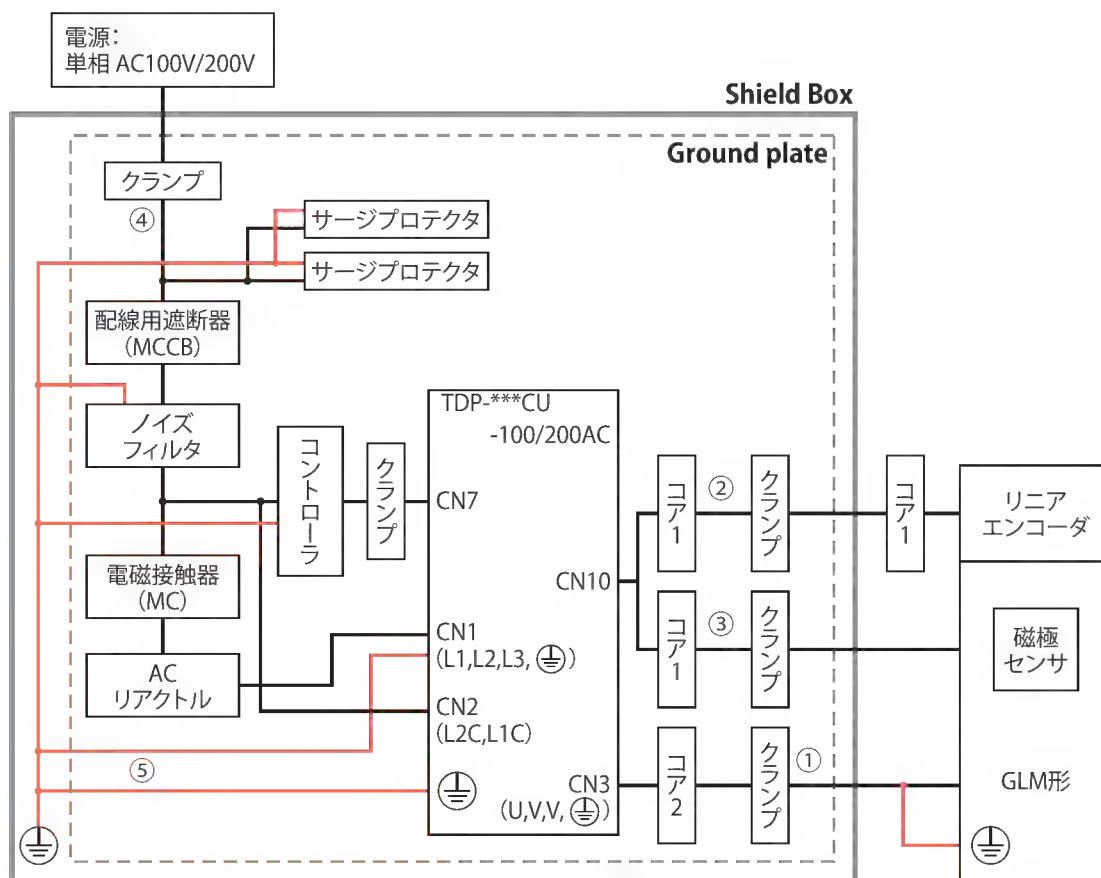 電源：
単相 AC100V/200V
Shield Box
Ground plate
クランプ
④
サージプロテクタ
サージプロテクタ
配線用遮断器
(MCCB)
ノイズ
フィルタ
コントローラ
クランプ
TDP-***CU
-100/200AC
CN7
コア1
②
クランプ
コア1
リニア
エンコーダ
電磁接触器
(MC)
CN10
コア1
③
クランプ
磁極
センサ
CN1
(L1,L2,L3, )
AC
リアクトル
CN2
(L2C,L1C)
⑤
CN3
(U,V,V, )
コア2
クランプ
①
GLM形